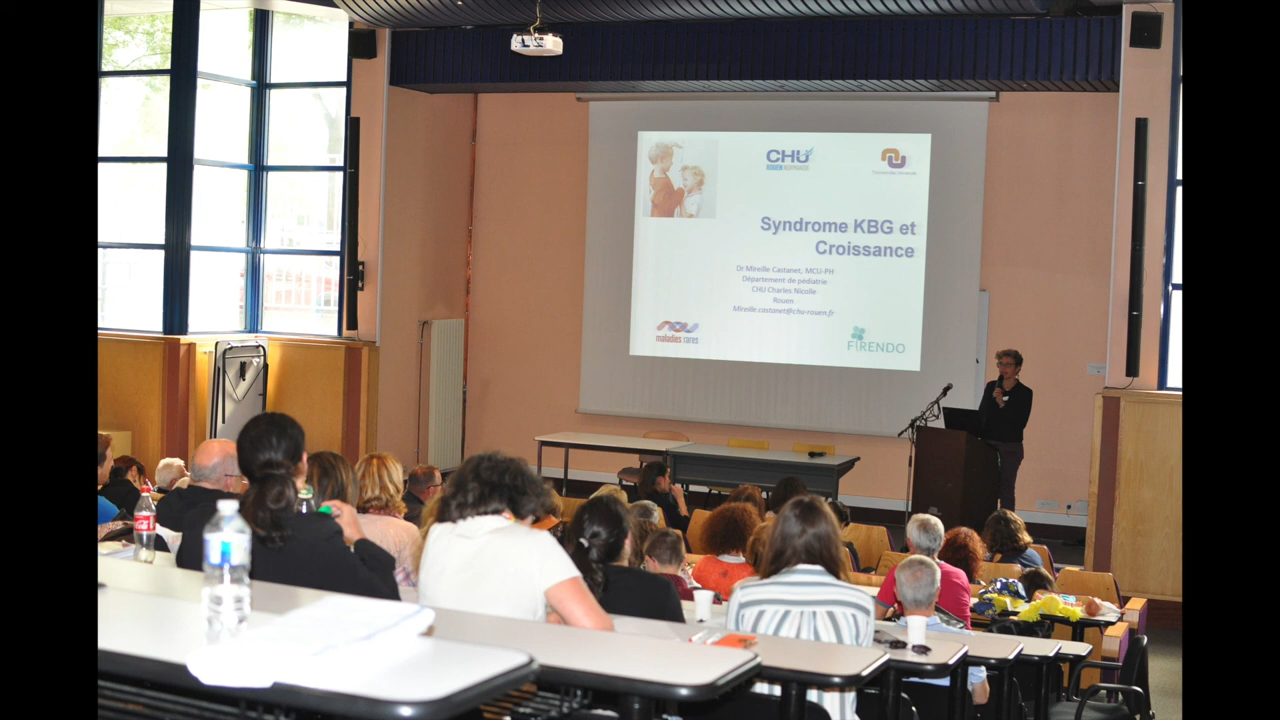 CHU
Syndrome KBG et
Croissance
Dr Mireille Castanet, MCU-PH
Département de pédiatrie
CHU Charles Nicolle
Rouen
Mireille.castanet@chu-rouen.fr
maladies rares
FIRENDO